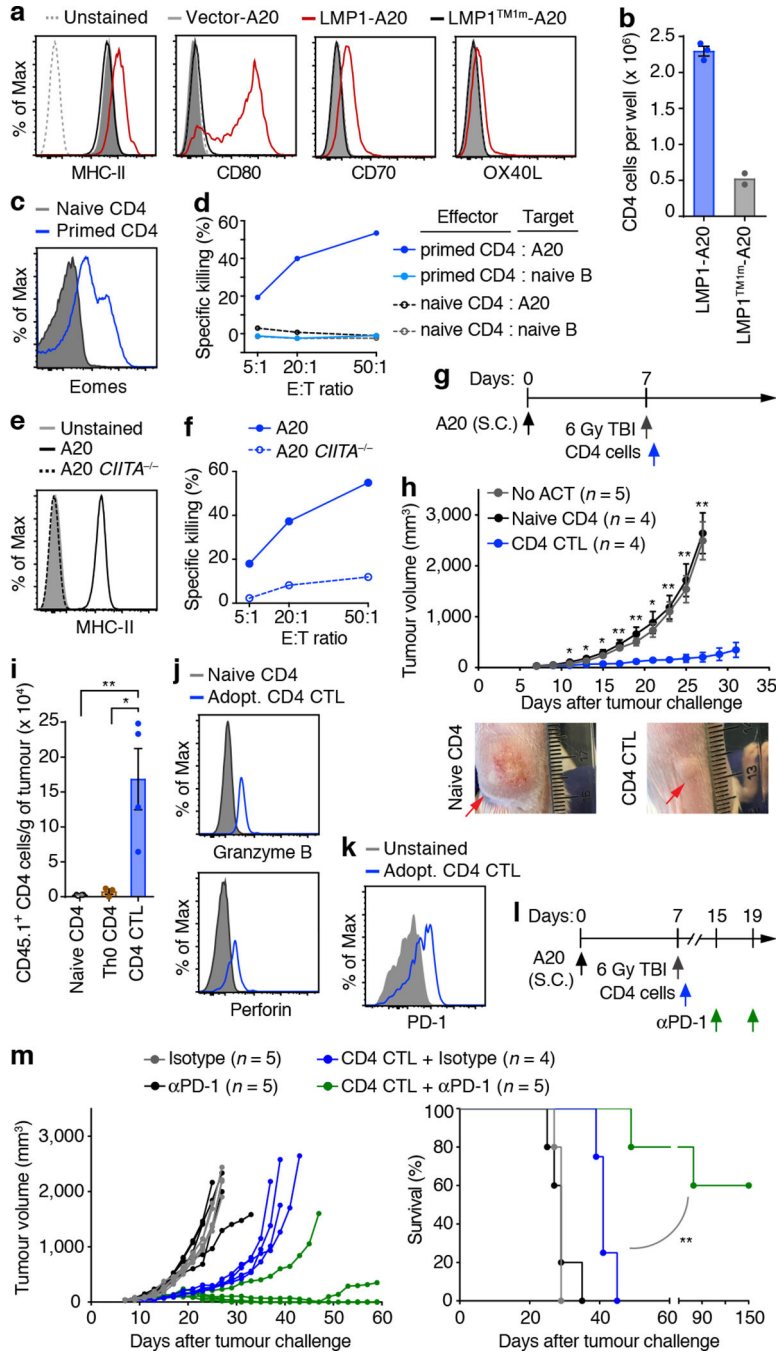 a
Unstained Vector-A20 LMP1-A20 LMP1TM1m-A20
% of Max
MHC-II CD80 CD70 OX40L
b
CD4 cells per well (x 10⁶)
2.5
2.0
1.5
1.0
0.5
0
LMP1-A20
LMP1TM1m-A20
c
Naive CD4
Primed CD4
% of Max
Eomes
d
Specific killing (%)
60
40
20
0
5:1 20:1 50:1
E:T ratio
Effector Target
primed CD4 : A20
primed CD4 : naive B
naive CD4 : A20
naive CD4 : naive B
e
Unstained
A20
A20 CIITA–/–
% of Max
MHC-II
f
A20
A20 CIITA–/–
Specific killing (%)
60
40
20
0
5:1 20:1 50:1
E:T ratio
g
Days: 0 7
A20 (S.C.) 6 Gy TBI
CD4 cells
h
No ACT (n = 5)
Naive CD4 (n = 4)
CD4 CTL (n = 4)
Tumour volume (mm³)
3,000
2,000
1,000
0
* * * ** ** * ** ** **
0 5 10 15 20 25 30 35
Days after tumour challenge
Naive CD4
CD4 CTL
13
i
CD45.1⁺ CD4 cells/g of tumour (x 10⁴)
**
*
25
20
15
10
5
0
Naive CD4
Th0 CD4
CD4 CTL
j
Naive CD4
Adopt. CD4 CTL
% of Max
Granzyme B
% of Max
Perforin
k
Unstained
Adopt. CD4 CTL
% of Max
PD-1
l
Days: 0 7 15 19
A20 (S.C.) 6 Gy TBI
CD4 cells
αPD-1
m
Isotype (n = 5) CD4 CTL + Isotype (n = 4)
αPD-1 (n = 5) CD4 CTL + αPD-1 (n = 5)
Tumour volume (mm³)
3,000
2,000
1,000
0
0 10 20 30 40 50 60
Days after tumour challenge
Survival (%)
100
80
60
40
20
0
**
0 20 40 60 90 150
Days after tumour challenge